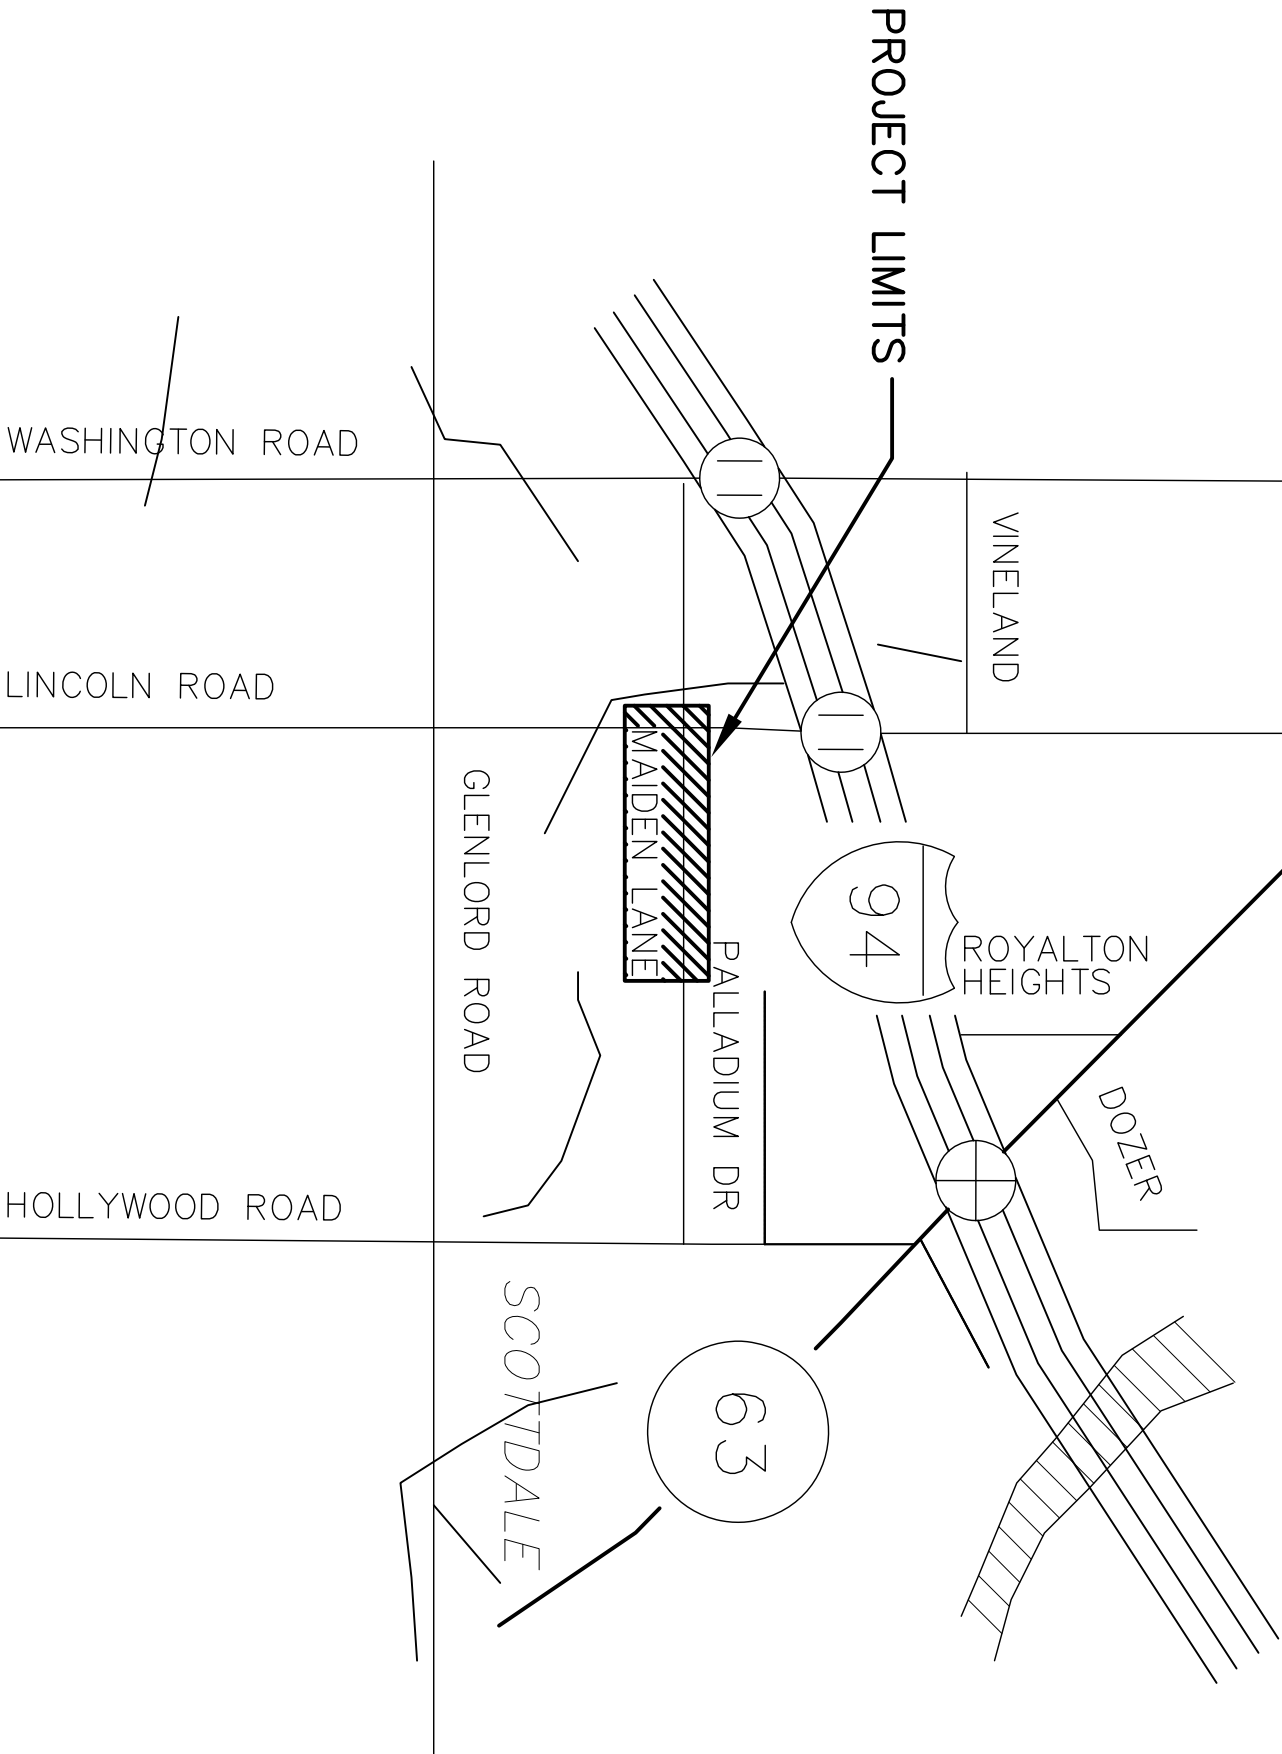 PROJECT LIMITS
WASHINGTON ROAD
VINELAND
LINCOLN ROAD
MAIDEN LANE
GLENLORD ROAD
94
ROYALTON
HEIGHTS
PALLADIUM DR
DOZER
HOLLYWOOD ROAD
SCOTTDALE
63